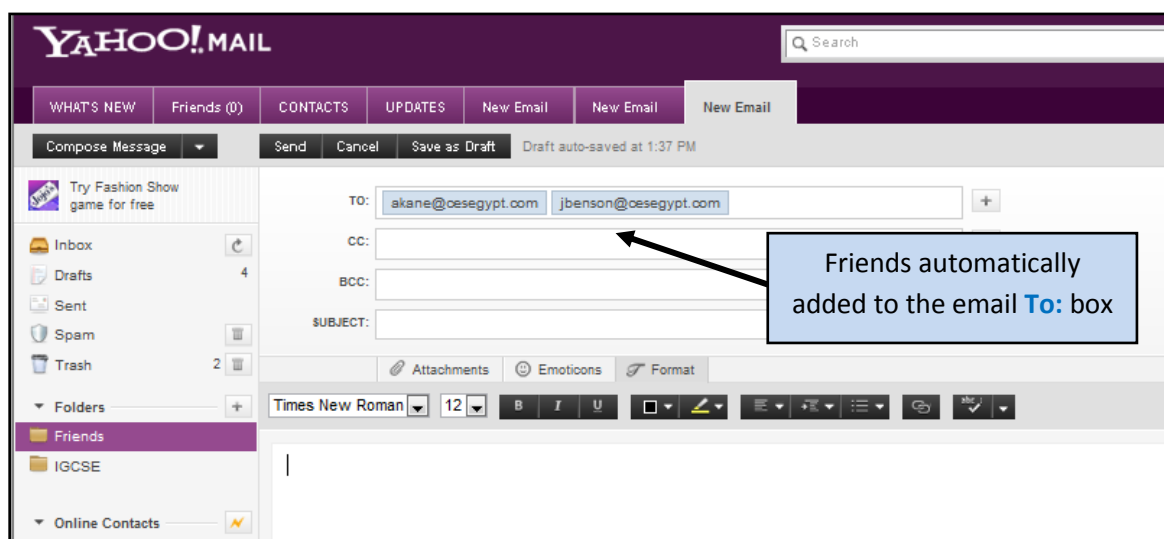 YAHOO! MAIL
Search
WHAT'S NEW Friends (0) CONTACTS UPDATES New Email New Email New Email
Compose Message Send Cancel Save as Draft Draft auto-saved at 1:37 PM
Try Fashion Show
game for free
TO: akane@cesegypt.com jbenson@cesegypt.com
CC:
BCC:
SUBJECT:
Friends automatically
added to the email To: box
Inbox
Drafts 4
Sent
Spam
Trash 2
Attachments Emoticons Format
Folders
Times New Roman 12 B I U abc
Friends
IGCSE
Online Contacts